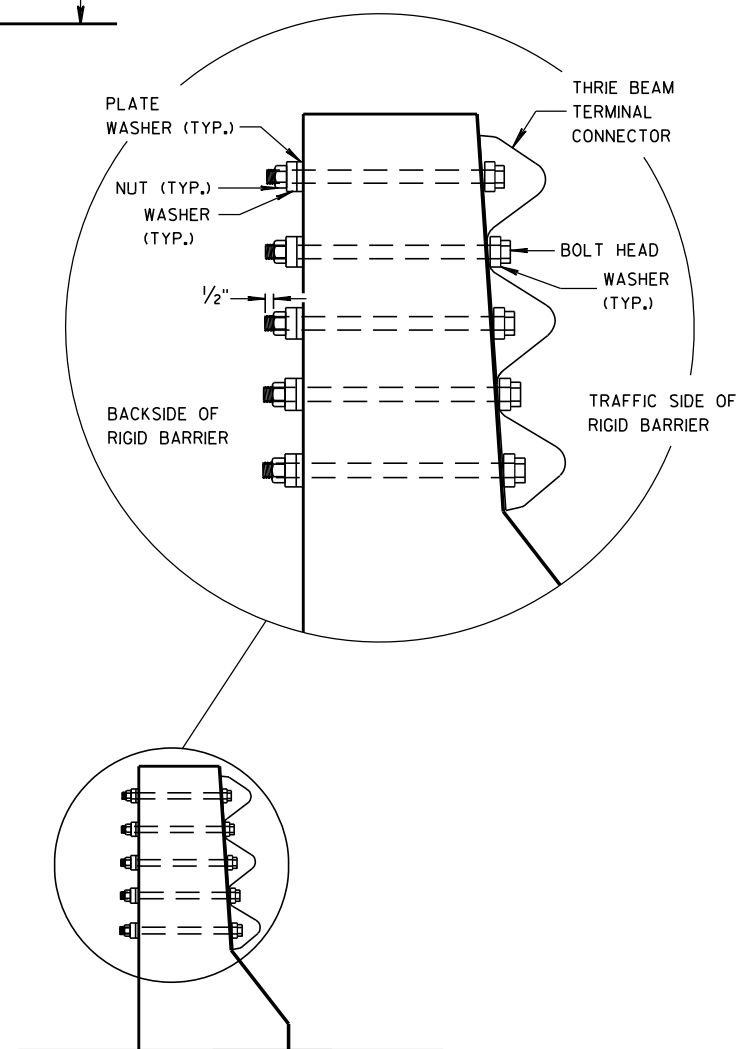 PLATE
WASHER (TYP.)
THRIE BEAM
TERMINAL
CONNECTOR
NUT (TYP.)
WASHER
(TYP.)
BOLT HEAD
WASHER
(TYP.)
1/2"
BACKSIDE OF
RIGID BARRIER
TRAFFIC SIDE OF
RIGID BARRIER